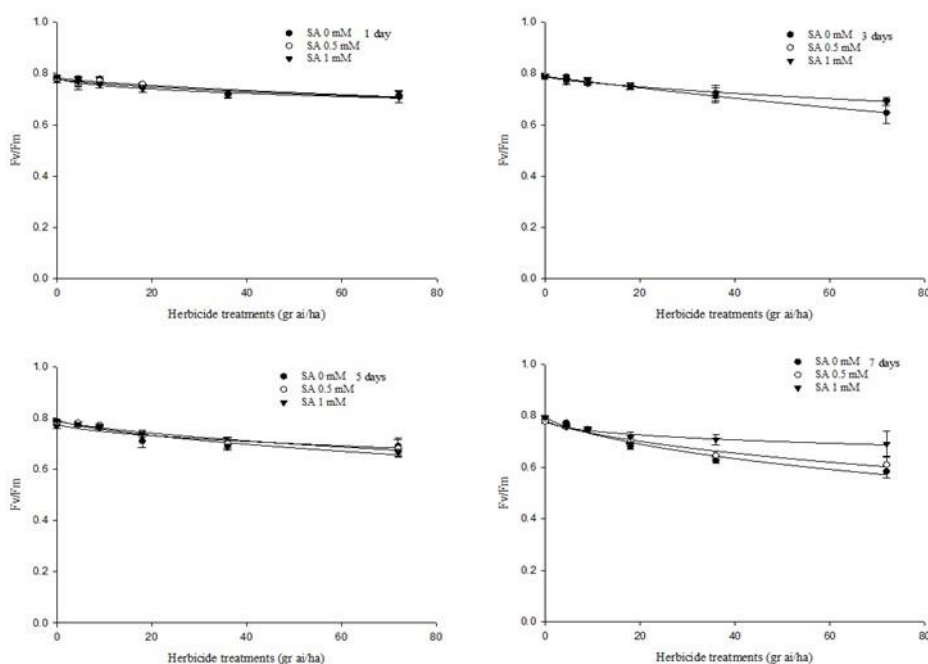 1.0
0.8
0.6
0.4
0.2
0.0
Fv/Fm
SA 0 mM 1 day
SA 0.5 mM
SA 1 mM
0 20 40 60 80
Herbicide treatments (gr ai/ha)
1.0
0.8
0.6
0.4
0.2
0.0
Fv/Fm
SA 0 mM 3 days
SA 0.5 mM
SA 1 mM
0 20 40 60 80
Herbicide treatments (gr ai/ha)
1.0
0.8
0.6
0.4
0.2
0.0
Fv/Fm
SA 0 mM 5 days
SA 0.5 mM
SA 1 mM
0 20 40 60 80
Herbicide treatments (gr ai/ha)
1.0
0.8
0.6
0.4
0.2
0.0
Fv/Fm
SA 0 mM 7 days
SA 0.5 mM
SA 1 mM
0 20 40 60 80
Herbicide treatments (gr ai/ha)